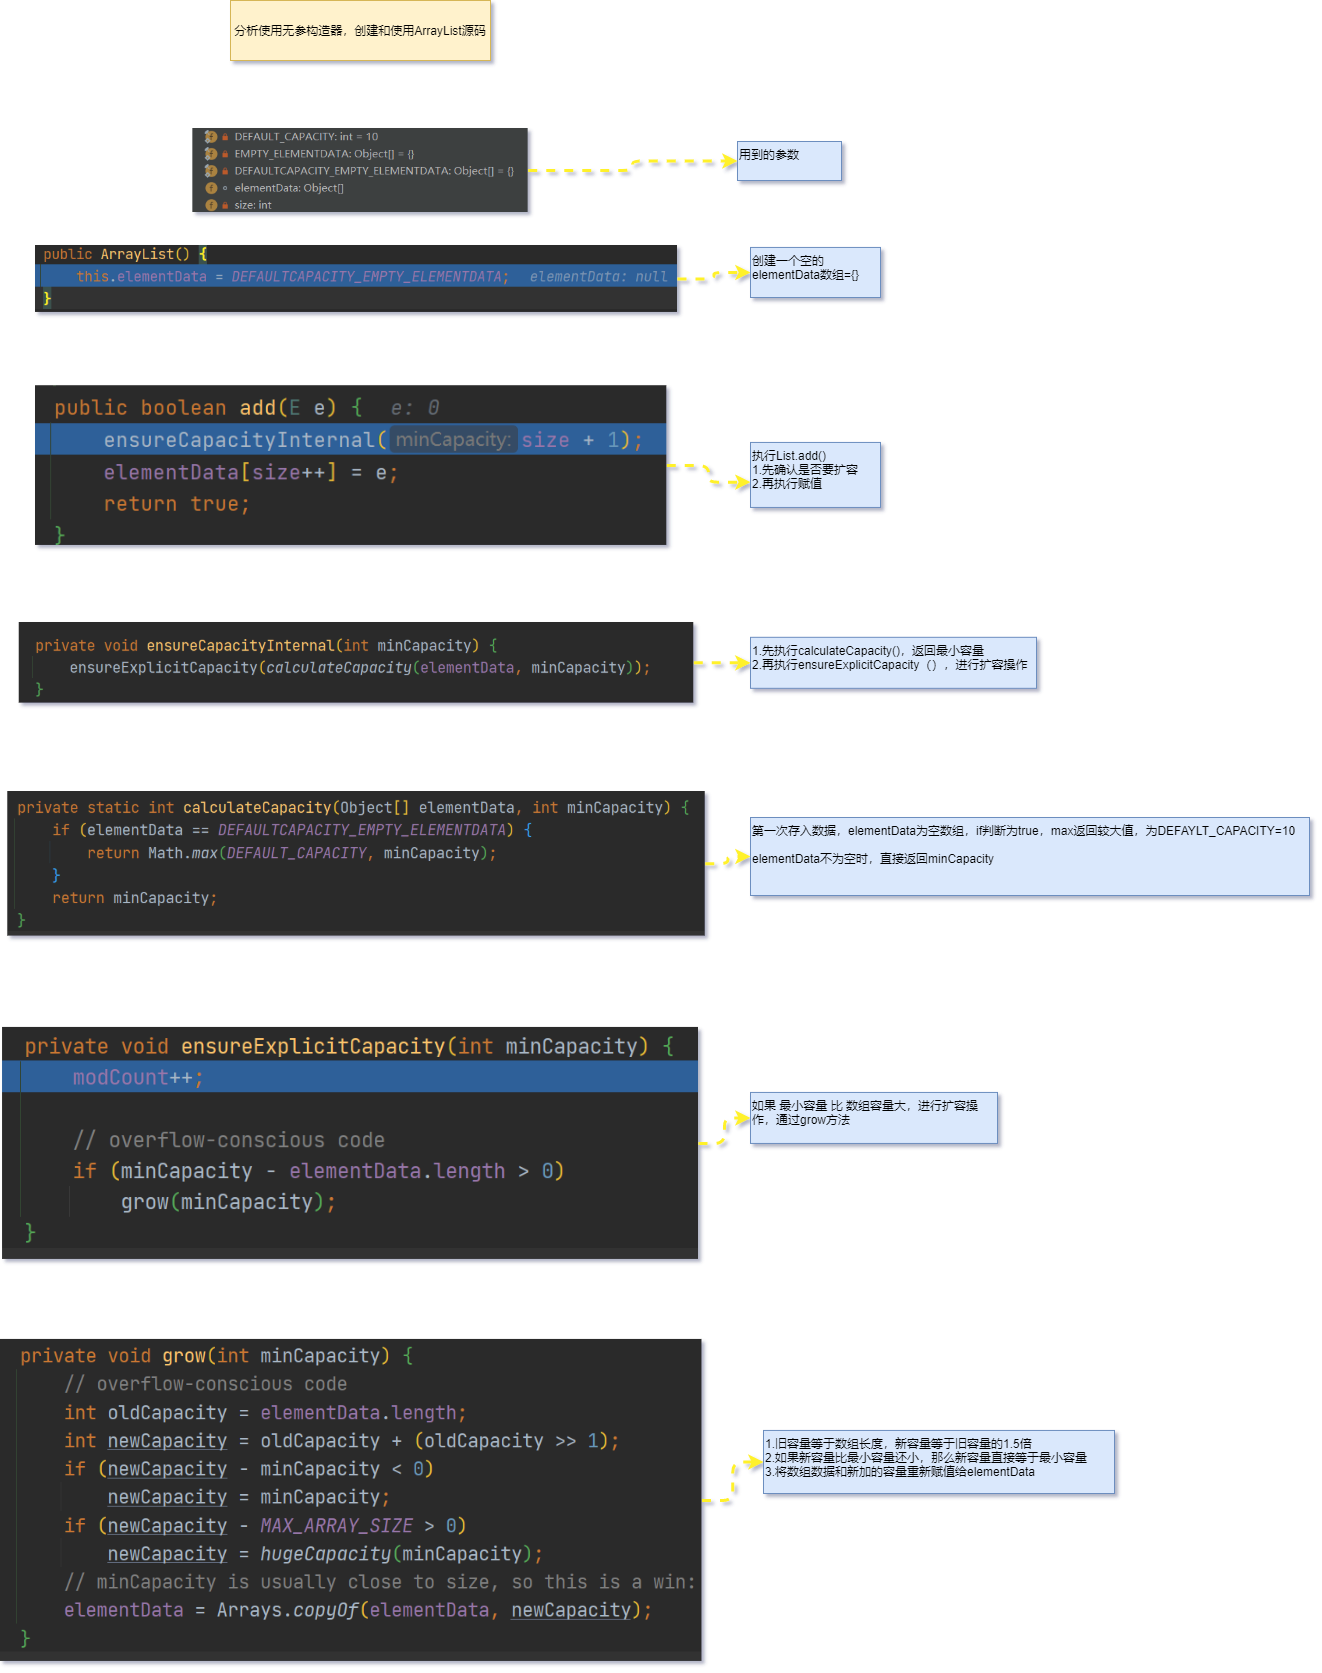 分析使用无参构造器，创建和使用ArrayList源码
DEFAULT_CAPACITY: int = 10
EMPTY_ELEMENTDATA: Object[] = {}
DEFAULTCAPACITY_EMPTY_ELEMENTDATA: Object[] = {}
elementData: Object[]
size: int
用到的参数
public ArrayList() {
this.elementData = DEFAULTCAPACITY_EMPTY_ELEMENTDATA; elementData: null
}
创建一个空的
elementData数组={}
public boolean add(E e) { e: 0
ensureCapacityInternal( minCapacity: size + 1);
elementData[size++] = e;
return true;
}
执行List.add()
1.先确认是否要扩容
2.再执行赋值
private void ensureCapacityInternal(int minCapacity) {
ensureExplicitCapacity(calculateCapacity(elementData, minCapacity));
}
1.先执行calculateCapacity()，返回最小容量
2.再执行ensureExplicitCapacity（），进行扩容操作
private static int calculateCapacity(Object[] elementData, int minCapacity) {
if (elementData == DEFAULTCAPACITY_EMPTY_ELEMENTDATA) {
return Math.max(DEFAULT_CAPACITY, minCapacity);
}
return minCapacity;
}
第一次存入数据，elementData为空数组，if判断为true，max返回较大值，为DEFAYLT_CAPACITY=10
elementData不为空时，直接返回minCapacity
private void ensureExplicitCapacity(int minCapacity) {
modCount++;
// overflow-conscious code
if (minCapacity - elementData.length > 0)
grow(minCapacity);
}
如果 最小容量 比 数组容量大，进行扩容操
作，通过grow方法
private void grow(int minCapacity) {
// overflow-conscious code
int oldCapacity = elementData.length;
int newCapacity = oldCapacity + (oldCapacity >> 1);
if (newCapacity - minCapacity < 0)
newCapacity = minCapacity;
if (newCapacity - MAX_ARRAY_SIZE > 0)
newCapacity = hugeCapacity(minCapacity);
// minCapacity is usually close to size, so this is a win:
elementData = Arrays.copyOf(elementData, newCapacity);
}
1.旧容量等于数组长度，新容量等于旧容量的1.5倍
2.如果新容量比最小容量还小，那么新容量直接等于最小容量
3.将数组数据和新加的容量重新赋值给elementData